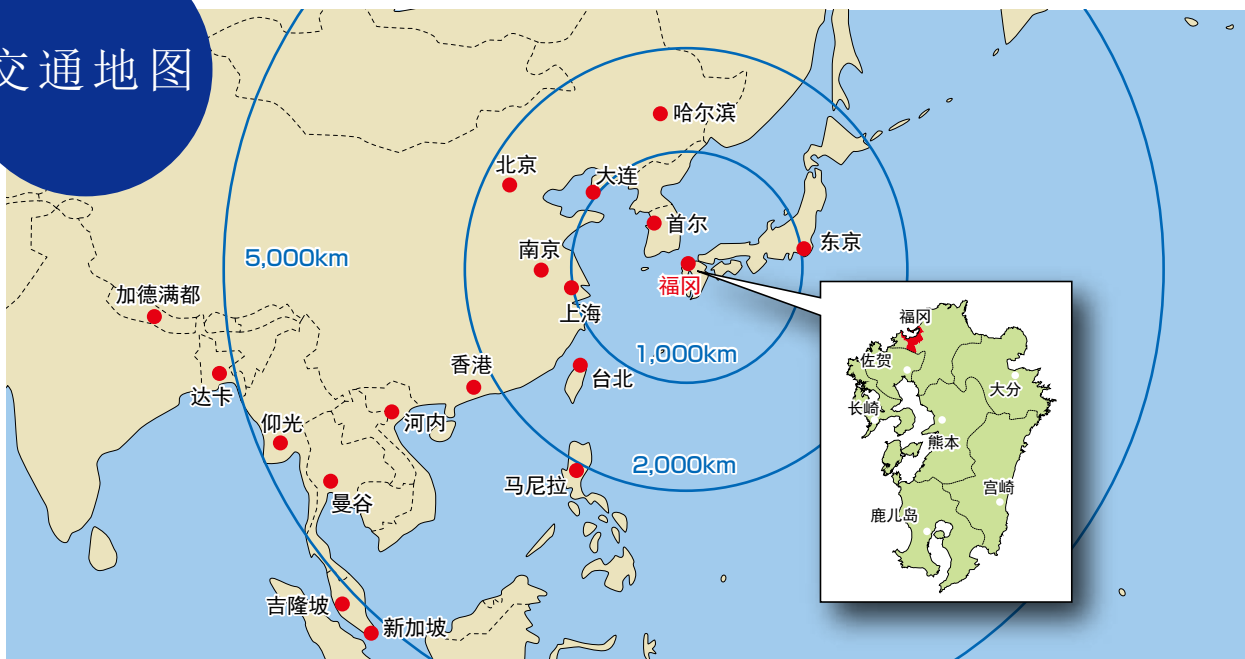 交通地图
哈尔滨
北京
大连
首尔
东京
南京
福冈
上海
5,000km
加德满都
1,000km
香港
台北
达卡
仰光
河内
2,000km
马尼拉
曼谷
吉隆坡
新加坡
福冈
佐贺
大分
长崎
熊本
宫崎
鹿儿岛